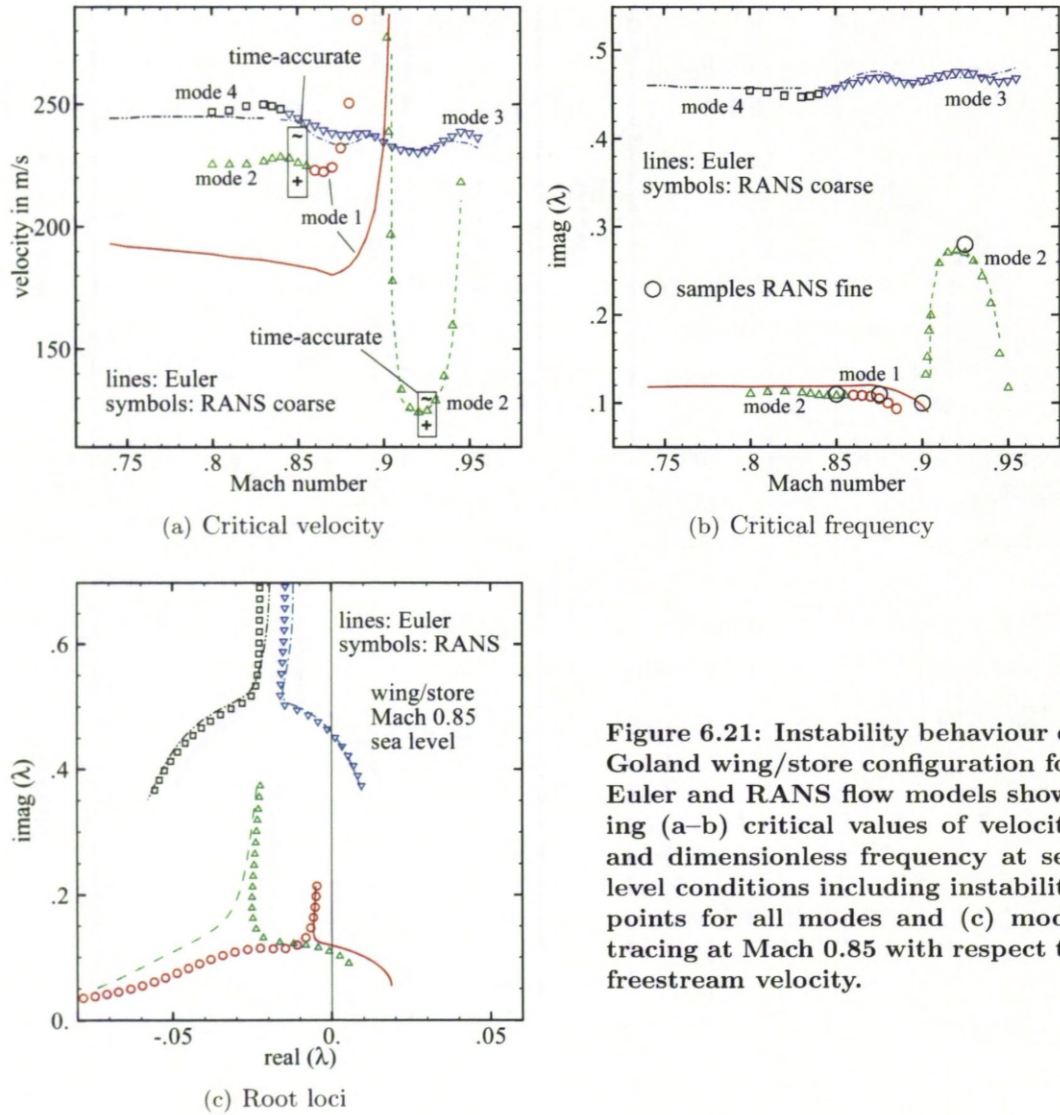 250
200
150
velocity in m/s
time-accurate
mode 4
mode 3
mode 2
~
+
mode 1
time-accurate
lines: Euler
symbols: RANS coarse
~
+
mode 2
.75 .8 .85 .9 .95
Mach number
(a) Critical velocity
.5
.4
.3
.2
.1
imag (λ)
mode 4
mode 3
lines: Euler
symbols: RANS coarse
samples RANS fine
mode 2
mode 1
mode 2
.75 .8 .85 .9 .95
Mach number
(b) Critical frequency
.6
.4
.2
0.
imag (λ)
lines: Euler
symbols: RANS
wing/store
Mach 0.85
sea level
-.05 0. .05
real (λ)
(c) Root loci
Figure 6.21: Instability behaviour
Goland wing/store configuration
Euler and RANS flow models show-
ing (a–b) critical values of
and dimensionless frequency at
level conditions including
points for all modes and (c)
tracing at Mach 0.85 with respect
freestream velocity.